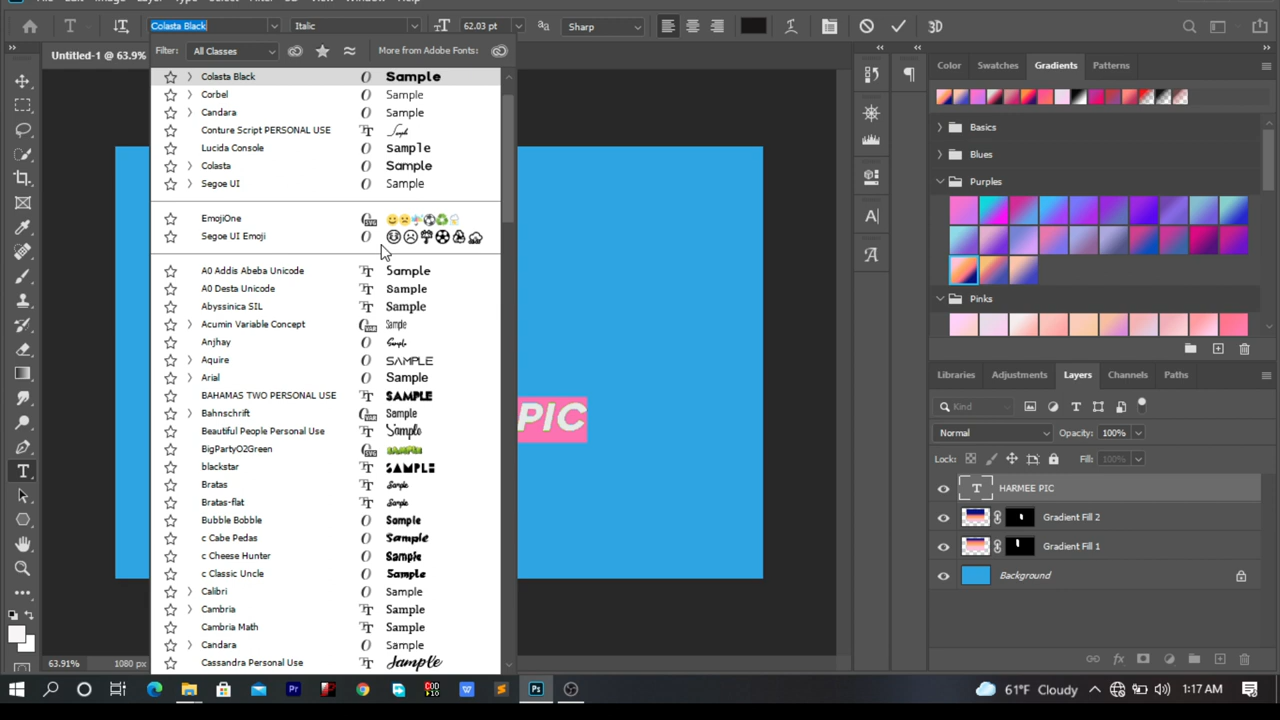 Colasta Black Italic 62.03 pt Sharp 3D
Filter: All Classes More from Adobe Fonts:
Untitled-1 @ 63.9%
Colasta Black Sample
Corbel Sample
Candara Sample
Conture Script PERSONAL USE Sample
Lucida Console Sample
Colasta Sample
Segoe UI Sample
EmojiOne
Segoe UI Emoji
A0 Addis Abeba Unicode Sample
A0 Desta Unicode Sample
Abyssinica SIL Sample
Acumin Variable Concept Sample
Anjhay Sample
Aquire SAMPLE
Arial Sample
BAHAMAS TWO PERSONAL USE SAMPLE
Bahnschrift Sample
Beautiful People Personal Use Sample
BigPartyO2Green SAMPLE
blackstar SAMPLE
Bratas Sample
Bratas-flat Sample
Bubble Bobble Sample
c Cabe Pedas Sample
c Cheese Hunter Sample
c Classic Uncle Sample
Calibri Sample
Cambria Sample
Cambria Math Sample
Candara Sample
Cassandra Personal Use Sample
PIC
Color Swatches Gradients Patterns
Basics
Blues
Purples
Pinks
Libraries Adjustments Layers Channels Paths
Kind
Normal Opacity: 100%
Lock: Fill: 100%
HARMEE PIC
Gradient Fill 2
Gradient Fill 1
Background
63.91% 1080 px
61°F Cloudy 1:17 AM